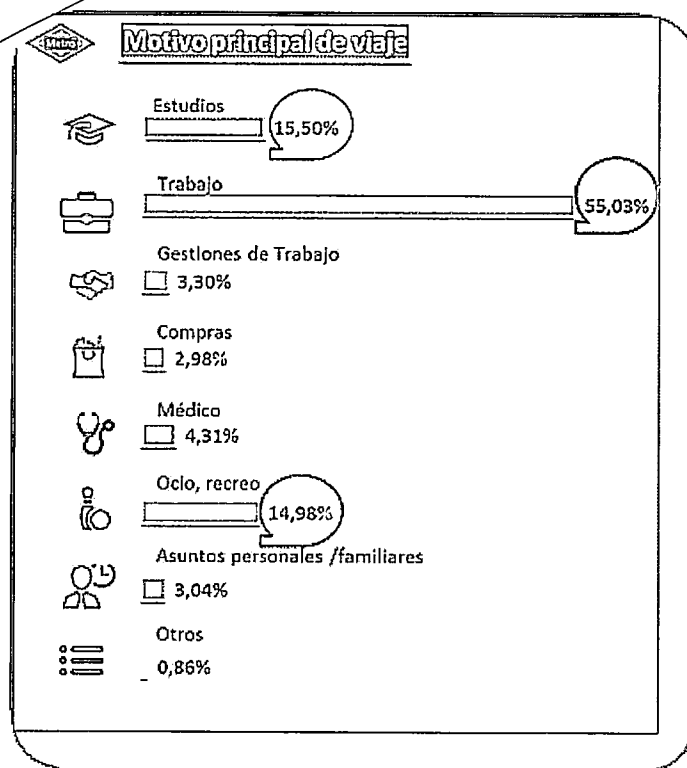 Metro
Motivo principal de viaje
Estudios
15,50%
Trabajo
55,03%
Gestiones de Trabajo
3,30%
Compras
2,98%
Médico
4,31%
Ocio, recreo
14,98%
Asuntos personales /familiares
3,04%
Otros
0,86%